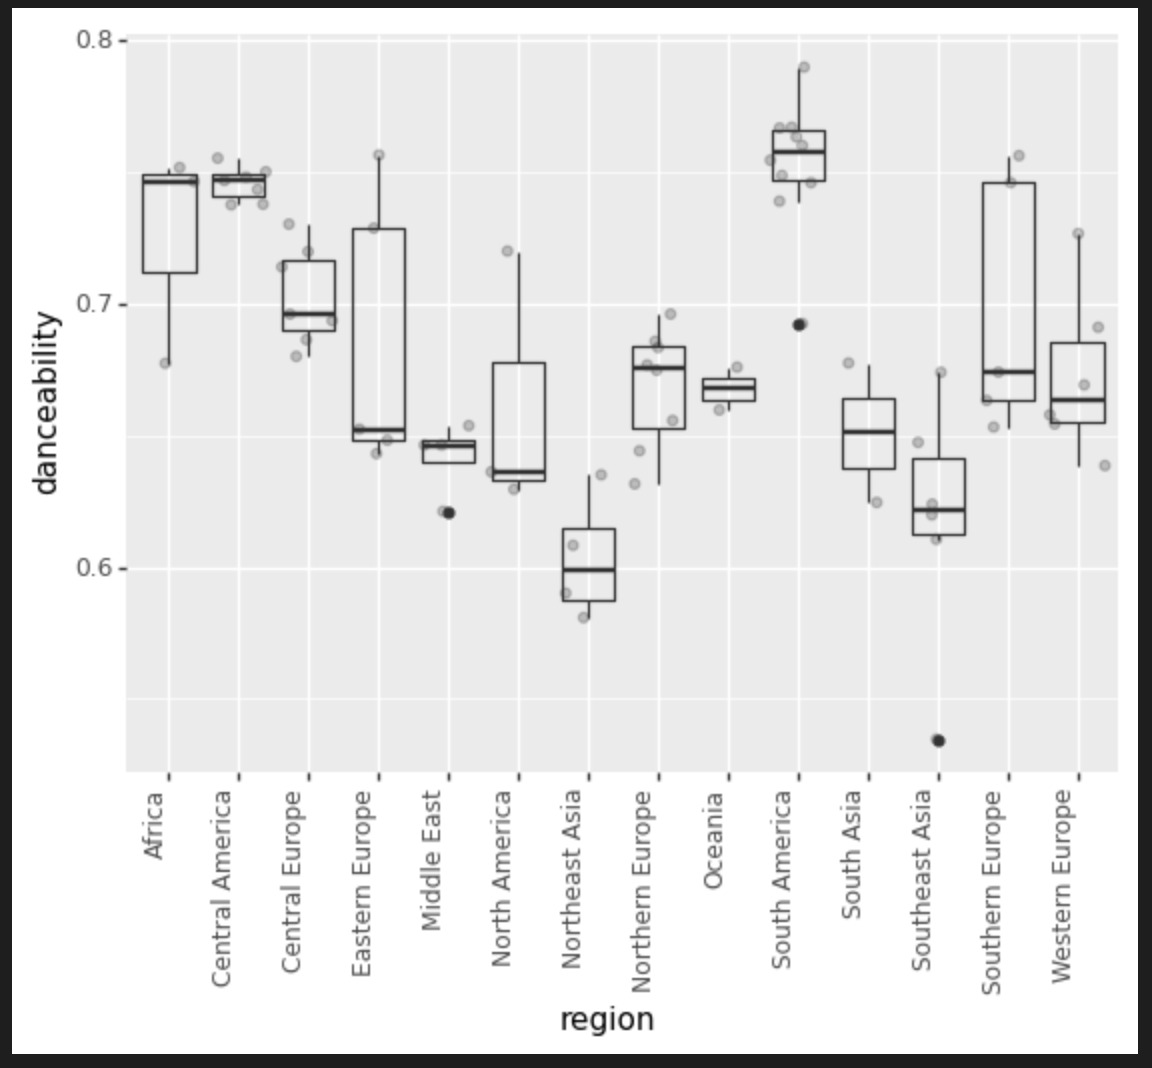 0.8
0.7
0.6
danceability
Africa
Central America
Central Europe
Eastern Europe
Middle East
North America
Northeast Asia
Northern Europe
Oceania
South America
South Asia
Southeast Asia
Southern Europe
Western Europe
region